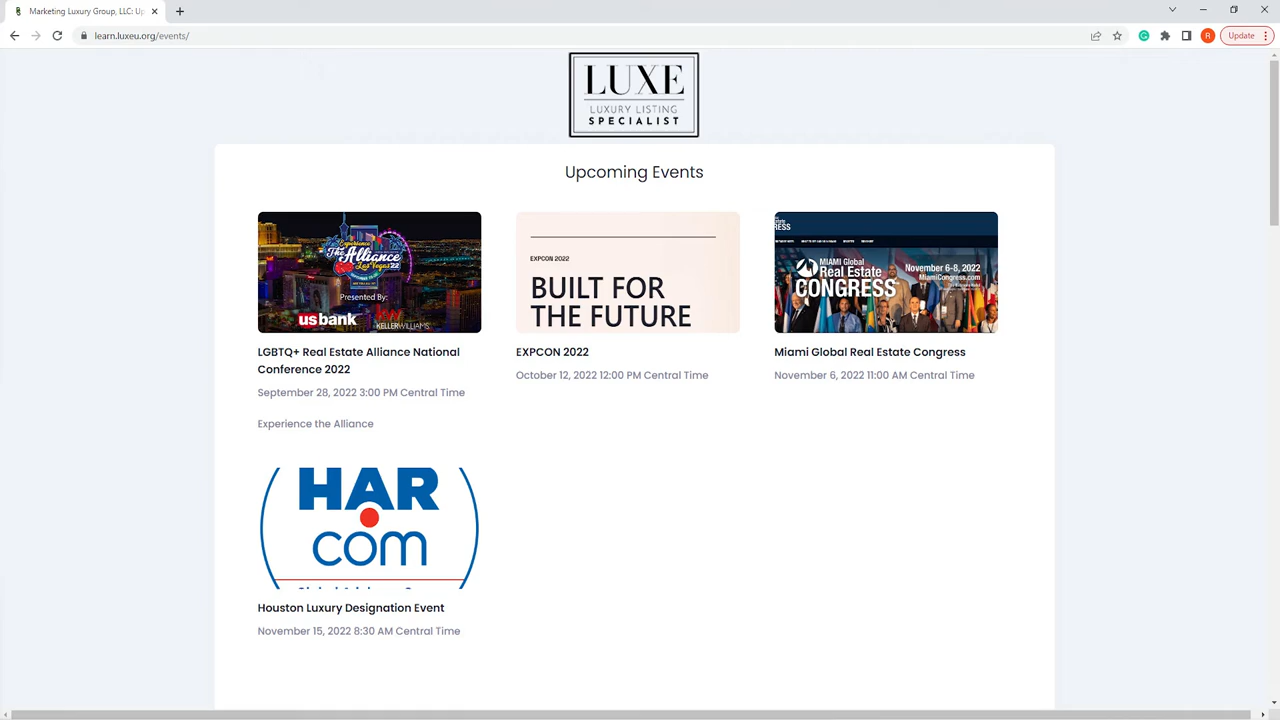 Marketing Luxury Group, LLC: Up
learn.luxeu.org/events/
R
Update
LUXE
LUXURY LISTING
SPECIALIST
Upcoming Events
Experience
The Alliance
Las Vegas 22
Presented By:
us bank
kw
KELLERWILLIAMS
LGBTQ+ Real Estate Alliance National
Conference 2022
September 28, 2022 3:00 PM Central Time
Experience the Alliance
EXPCON 2022
BUILT FOR
THE FUTURE
EXPCON 2022
October 12, 2022 12:00 PM Central Time
MIAMI Global
Real Estate
CONGRESS
November 6-8, 2022
MiamiCongress.com
Miami Global Real Estate Congress
November 6, 2022 11:00 AM Central Time
HAR
com
Houston Luxury Designation Event
November 15, 2022 8:30 AM Central Time